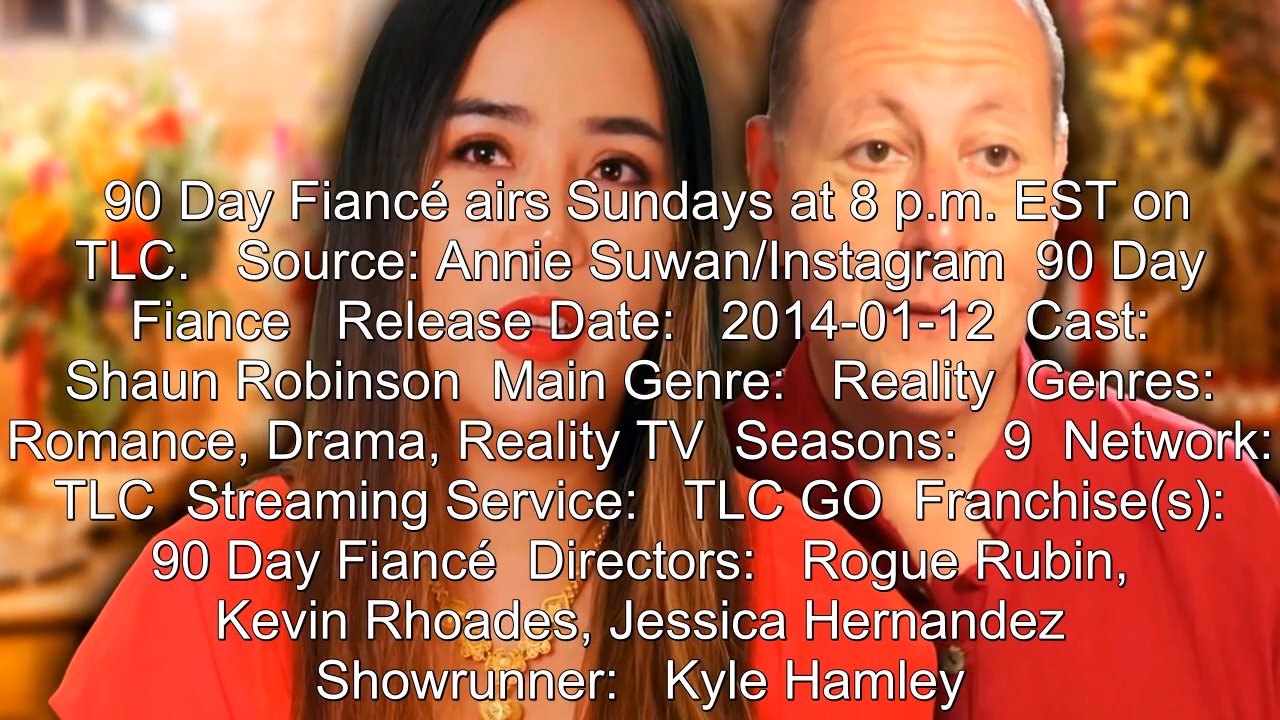 90 Day Fiancé airs Sundays at 8 p.m. EST on
TLC. Source: Annie Suwan/Instagram 90 Day
Fiance Release Date: 2014-01-12 Cast:
Shaun Robinson Main Genre: Reality Genres:
Romance, Drama, Reality TV Seasons: 9 Network:
TLC Streaming Service: TLC GO Franchise(s):
90 Day Fiancé Directors: Rogue Rubin,
Kevin Rhoades, Jessica Hernandez
Showrunner: Kyle Hamley